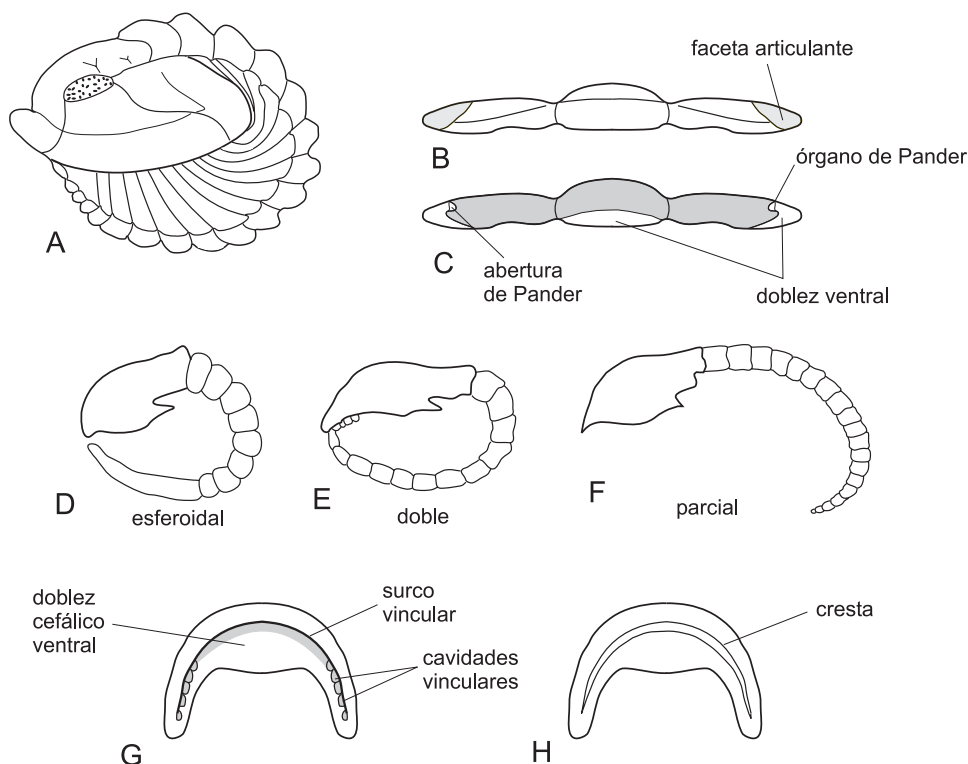 A
faceta articulante
B
órgano de Pander
C
abertura
de Pander
doblez ventral
D
esferoidal
E
doble
F
parcial
doblez
cefálico
ventral
surco
vincular
cavidades
vinculares
G
cresta
H